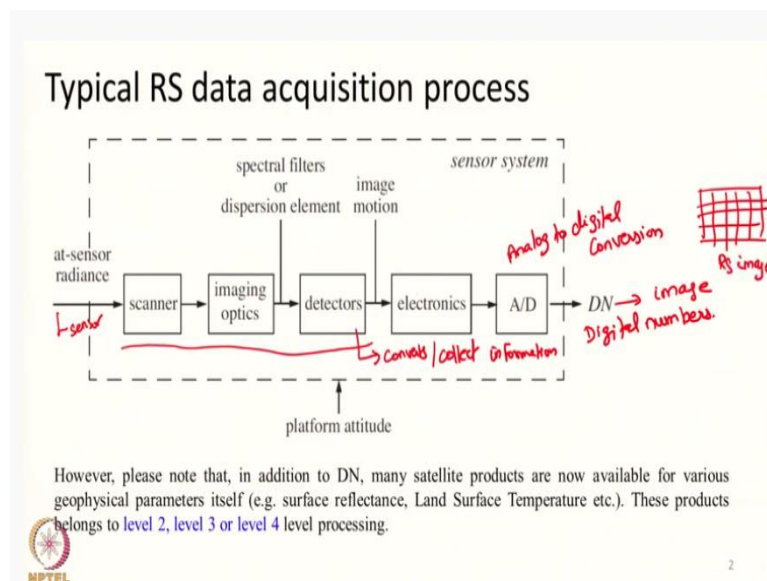 Typical RS data acquisition process
sensor system
spectral filters
or
dispersion element
image
motion
Analog to digital
Conversion
RS image
at-sensor
radiance
L sensor
scanner
imaging
optics
detectors
electronics
A/D
DN → image
Digital numbers.
collect information
platform attitude
However, please note that, in addition to DN, many satellite products are now available for various
geophysical parameters itself (e.g. surface reflectance, Land Surface Temperature etc.). These products
belongs to level 2, level 3 or level 4 level processing.
NPTEL
2